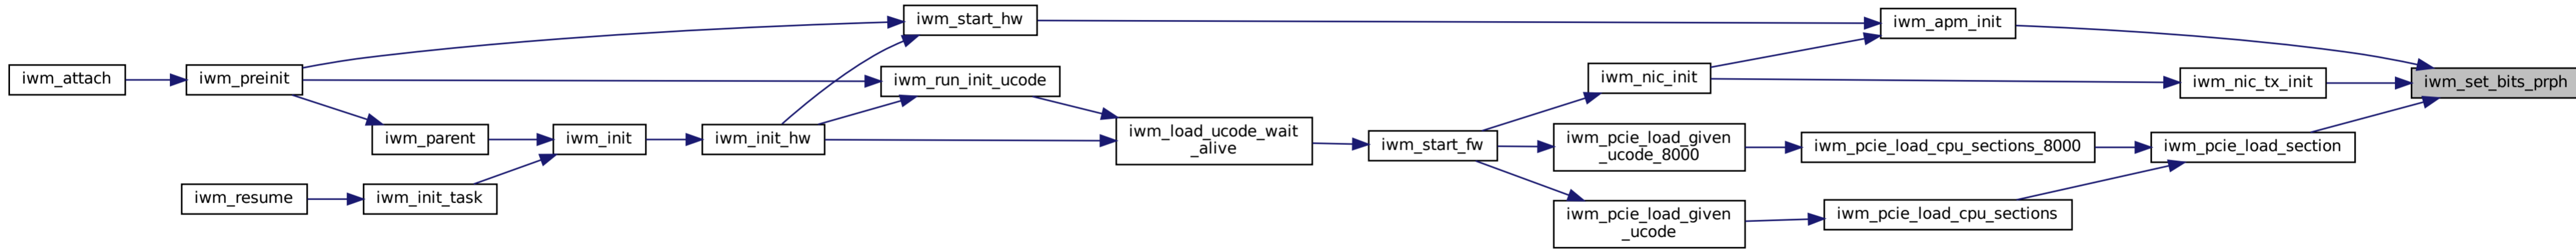 iwm_attach
iwm_preinit
iwm_start_hw
iwm_run_init_ucode
iwm_parent
iwm_init
iwm_init_hw
iwm_resume
iwm_init_task
iwm_load_ucode_wait
_alive
iwm_start_fw
iwm_apm_init
iwm_nic_init
iwm_nic_tx_init
iwm_set_bits_prph
iwm_pcie_load_given
_ucode_8000
iwm_pcie_load_cpu_sections_8000
iwm_pcie_load_section
iwm_pcie_load_given
_ucode
iwm_pcie_load_cpu_sections